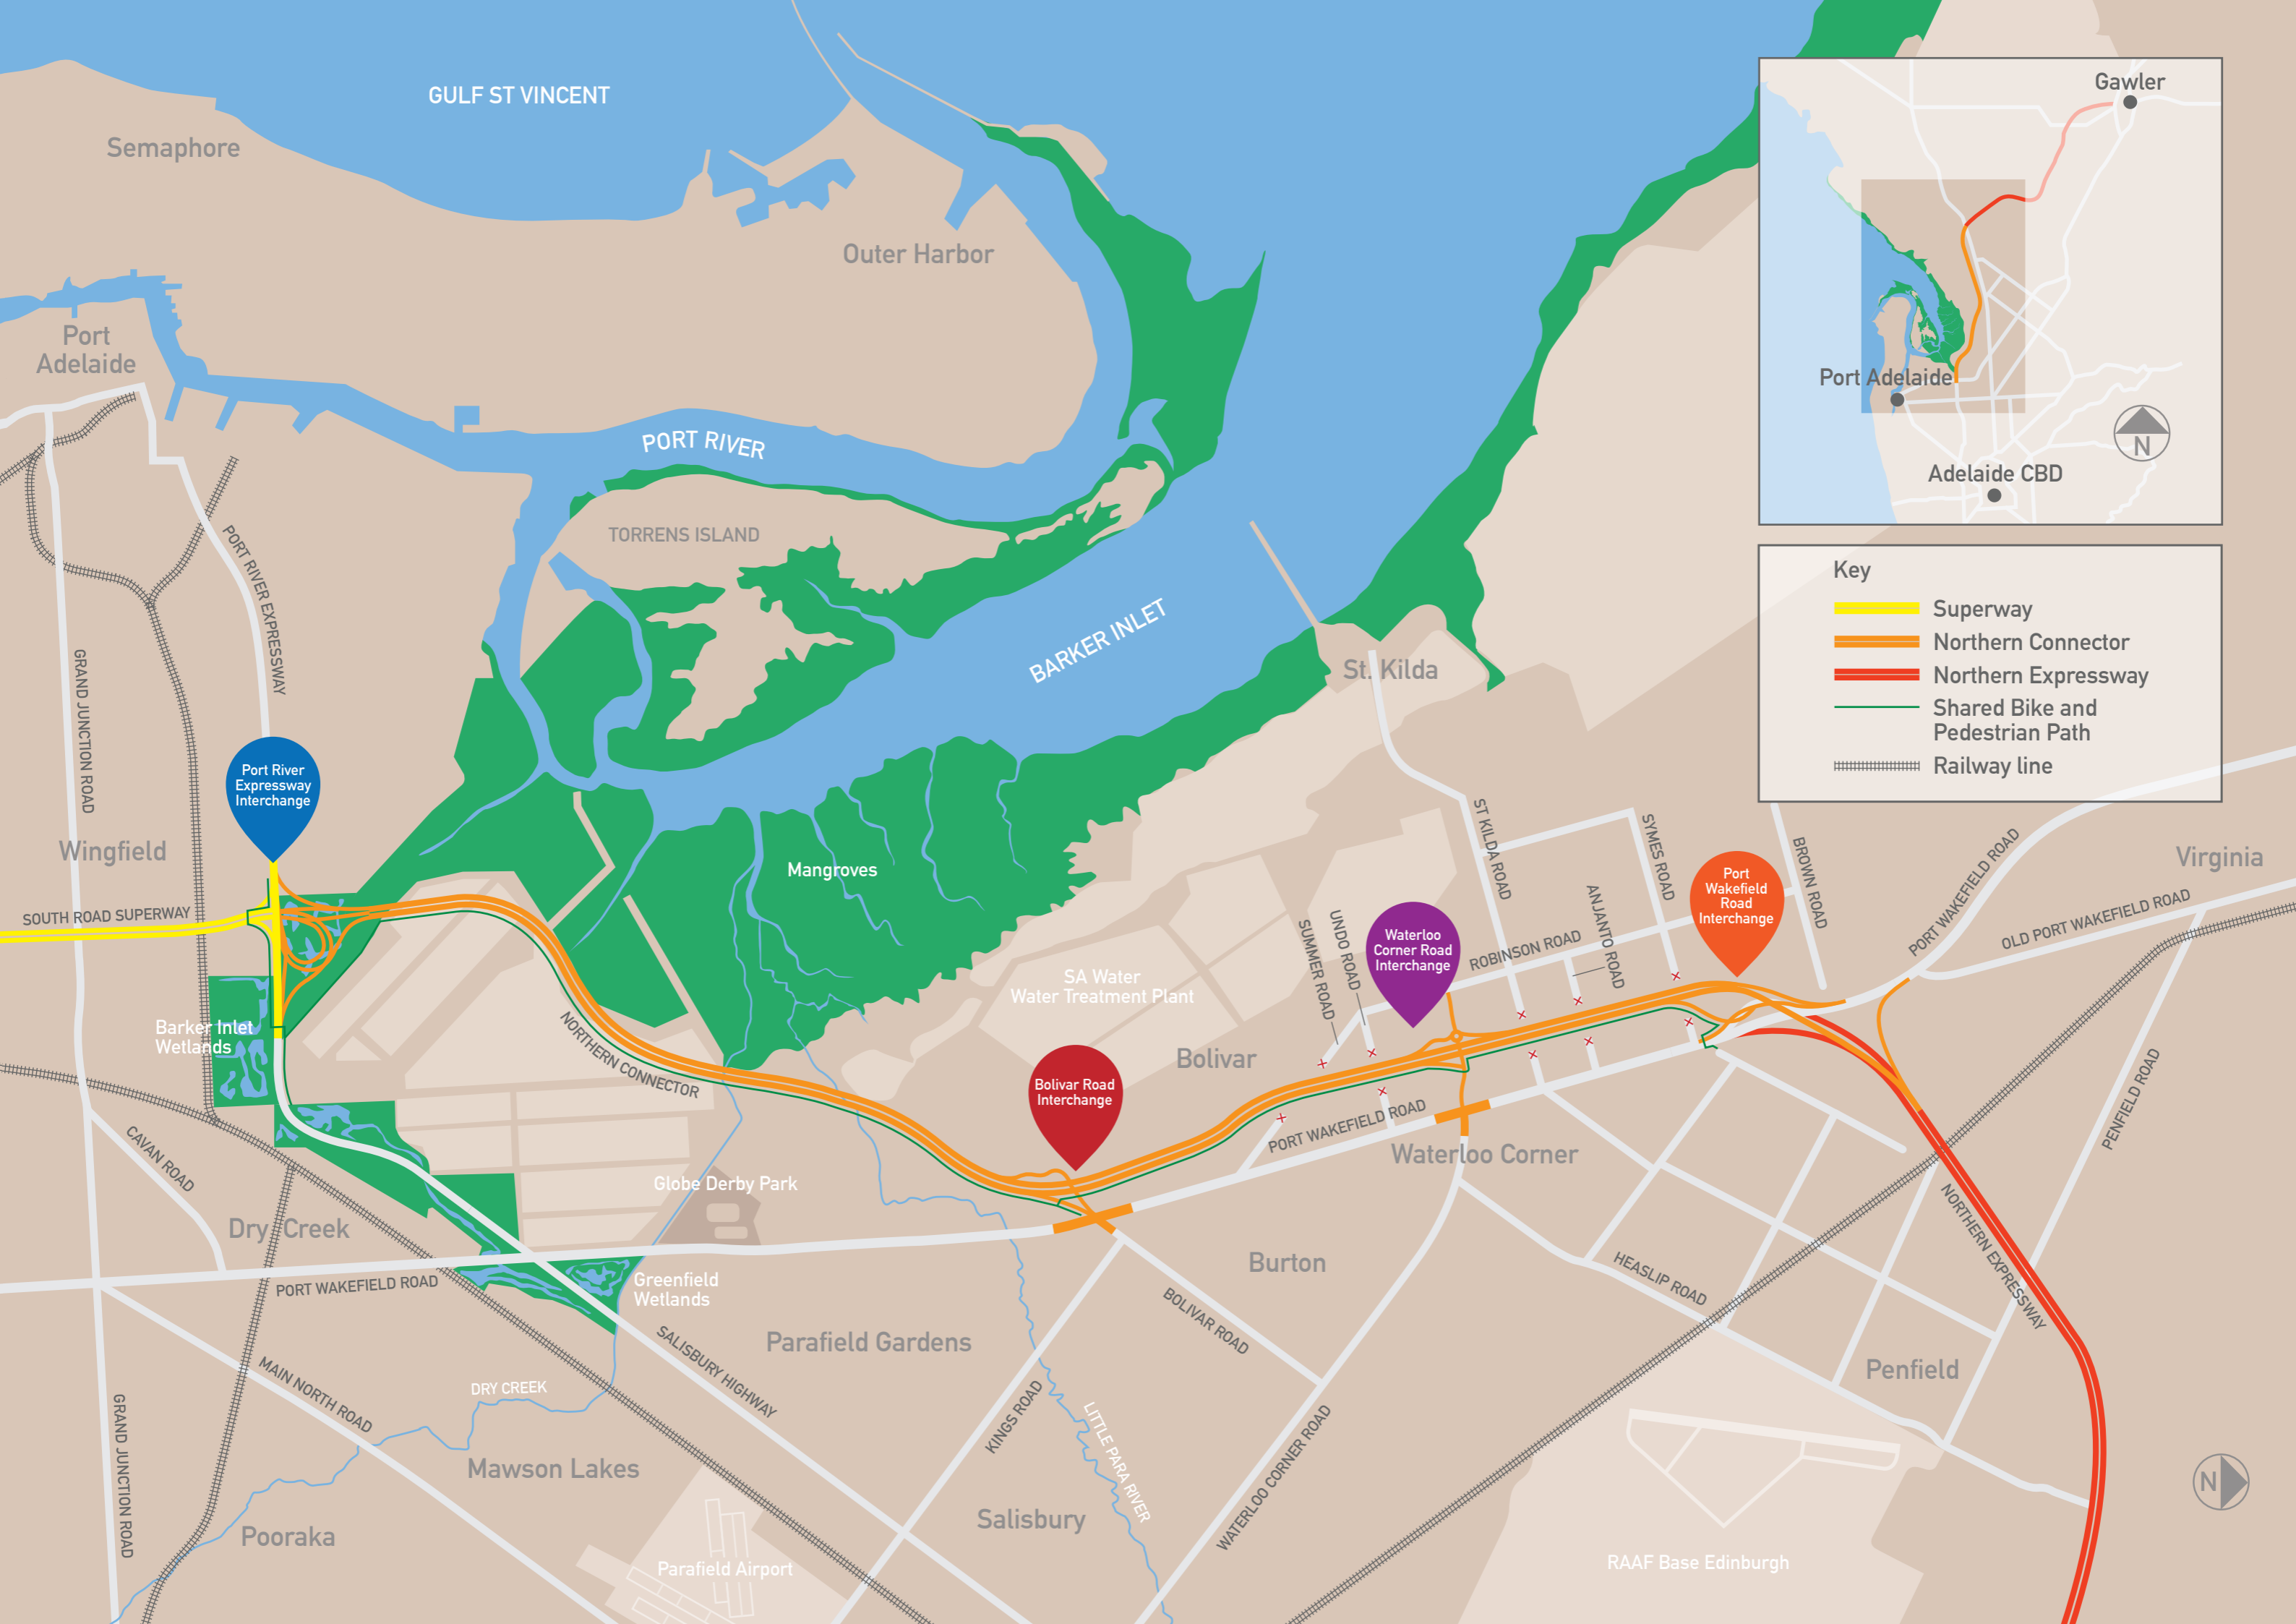 GULF ST VINCENT
Semaphore
Outer Harbor
Port
Adelaide
PORT RIVER
TORRENS ISLAND
BARKER INLET
St. Kilda
Gawler
Port Adelaide
N
Adelaide CBD
Key
Superway
Northern Connector
Northern Expressway
Shared Bike and
Pedestrian Path
Railway line
PORT RIVER EXPRESSWAY
GRAND JUNCTION ROAD
Port River
Expressway
Interchange
Wingfield
SOUTH ROAD SUPERWAY
Mangroves
ST KILDA ROAD
SYMES ROAD
BROWN ROAD
PORT WAKEFIELD ROAD
Virginia
OLD PORT WAKEFIELD ROAD
Port
Wakefield
Road
Interchange
ANJANTO ROAD
ROBINSON ROAD
UNDO ROAD
SUMMER ROAD
Waterloo
Corner Road
Interchange
SA Water
Water Treatment Plant
Barker Inlet
Wetlands
NORTHERN CONNECTOR
Bolivar
Bolivar Road
Interchange
PORT WAKEFIELD ROAD
Waterloo Corner
PENFIELD ROAD
CAVAN ROAD
Globe Derby Park
Dry Creek
PORT WAKEFIELD ROAD
Greenfield
Wetlands
Burton
HEASLIP ROAD
NORTHERN EXPRESSWAY
BOLIVAR ROAD
Parafield Gardens
SALISBURY HIGHWAY
Penfield
MAIN NORTH ROAD
DRY CREEK
KINGS ROAD
LITTLE PARA RIVER
WATERLOO CORNER ROAD
GRAND JUNCTION ROAD
Mawson Lakes
Salisbury
N
Pooraka
Parafield Airport
RAAF Base Edinburgh